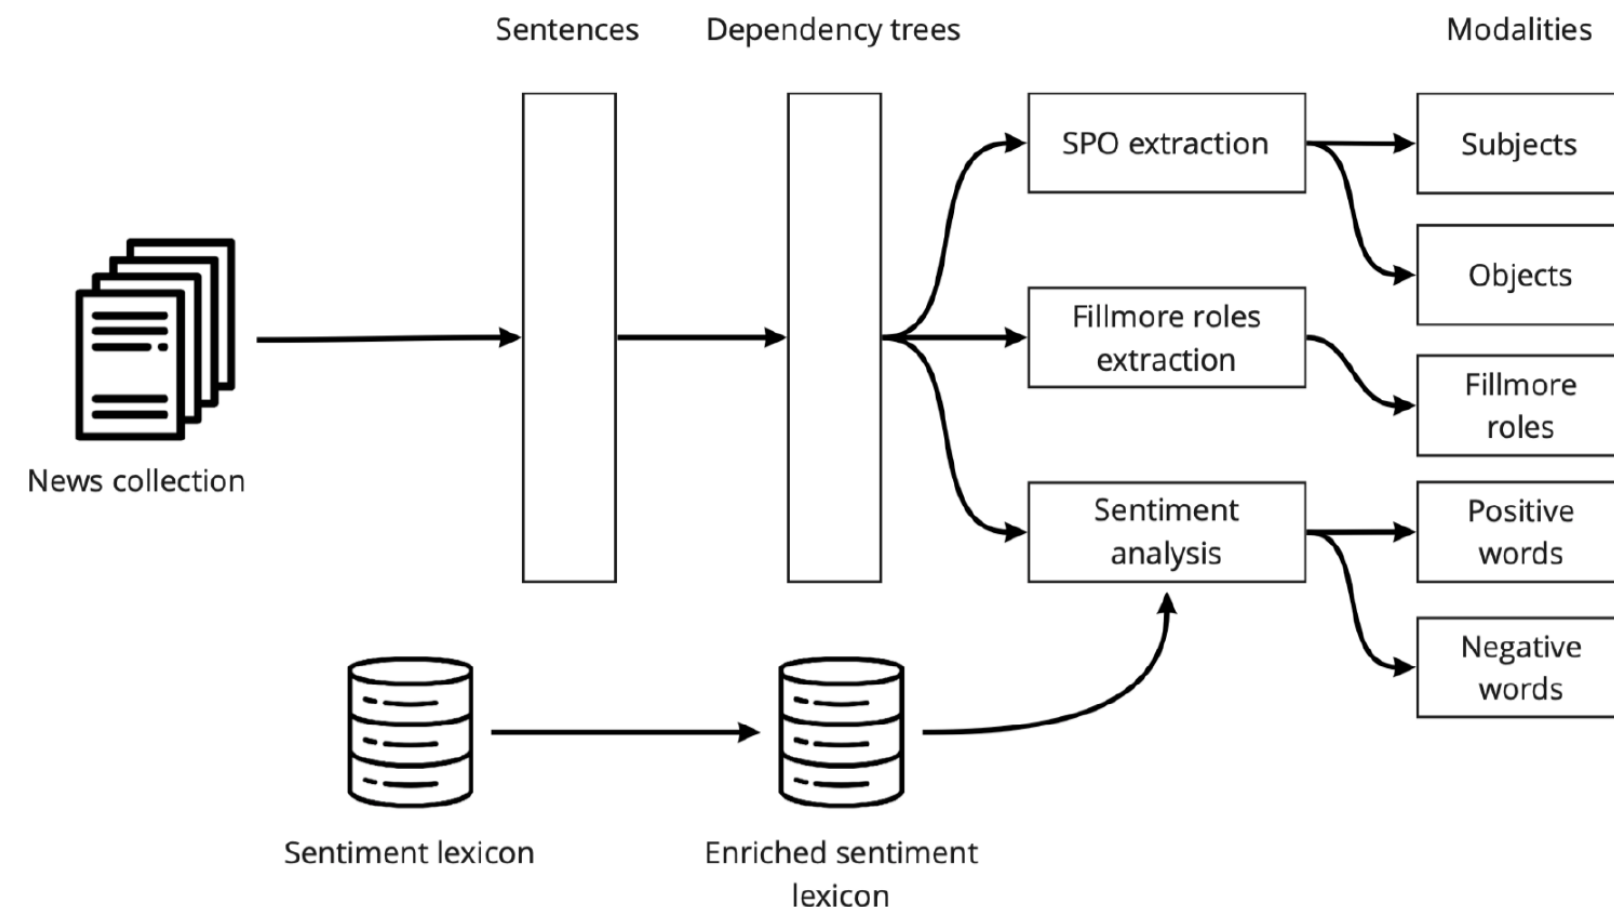 Sentences
Dependency trees
Modalities
SPO extraction
Subjects
Objects
Fillmore roles
extraction
Fillmore
roles
News collection
Sentiment
analysis
Positive
words
Negative
words
Sentiment lexicon
Enriched sentiment
lexicon